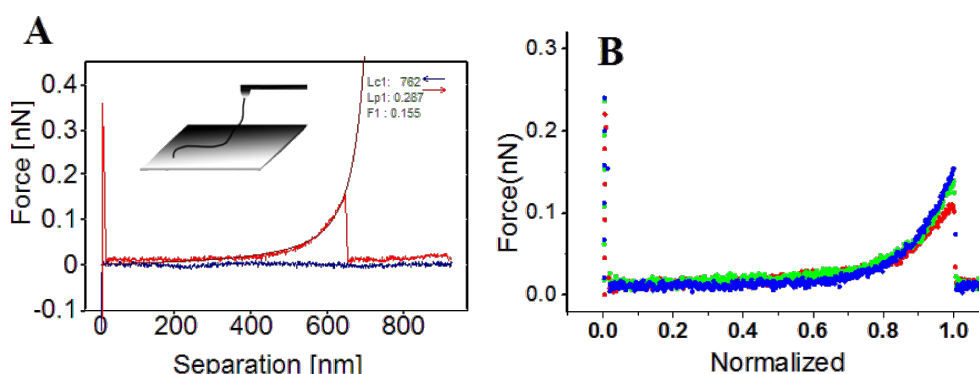 A
0.4
0.3
0.2
0.1
0
-0.1
Force [nN]
Lc1: 762
Lp1: 0.287
F1 : 0.155
0 200 400 600 800
Separation [nm]
B
0.3
0.2
0.1
0.0
Force(nN)
0.0 0.2 0.4 0.6 0.8 1.0
Normalized